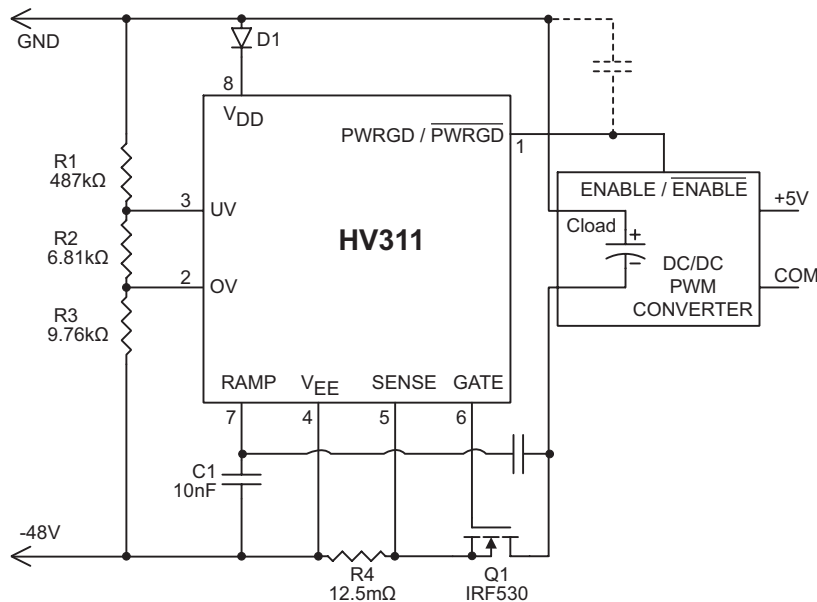 GND
D1
8
VDD
PWRGD / PWRGD
1
R1
487kΩ
3
UV
ENABLE / ENABLE
+5V
R2
6.81kΩ
HV311
Cload
+
−
2
OV
DC/DC
PWM
CONVERTER
COM
R3
9.76kΩ
RAMP
VEE
SENSE
GATE
7
4
5
6
C1
10nF
-48V
R4
12.5mΩ
Q1
IRF530